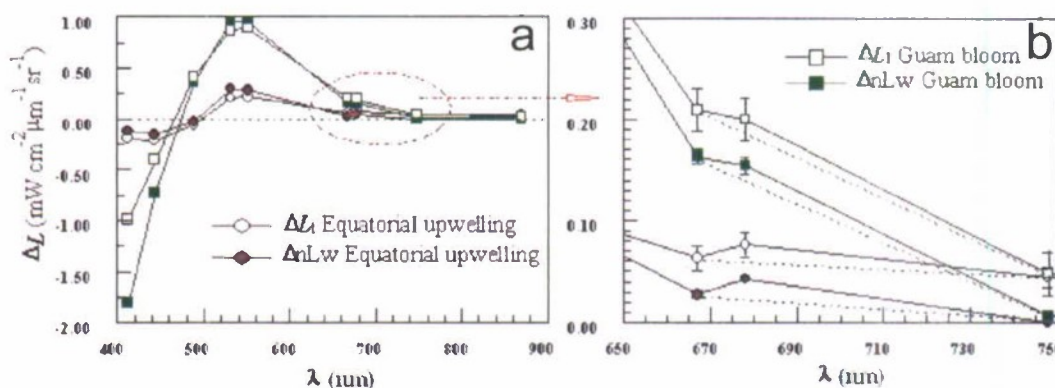 1.00
0.50
0.00
-0.50
-1.00
-1.50
-2.00
ΔL (mW cm⁻² μm⁻¹ sr⁻¹)
a
ΔLt Equatorial upwelling
ΔnLw Equatorial upwelling
400 500 600 700 800 900
λ (nm)
0.30
0.20
0.10
0.00
b
ΔLt Guam bloom
ΔnLw Guam bloom
650 670 690 710 730 750
λ (nm)